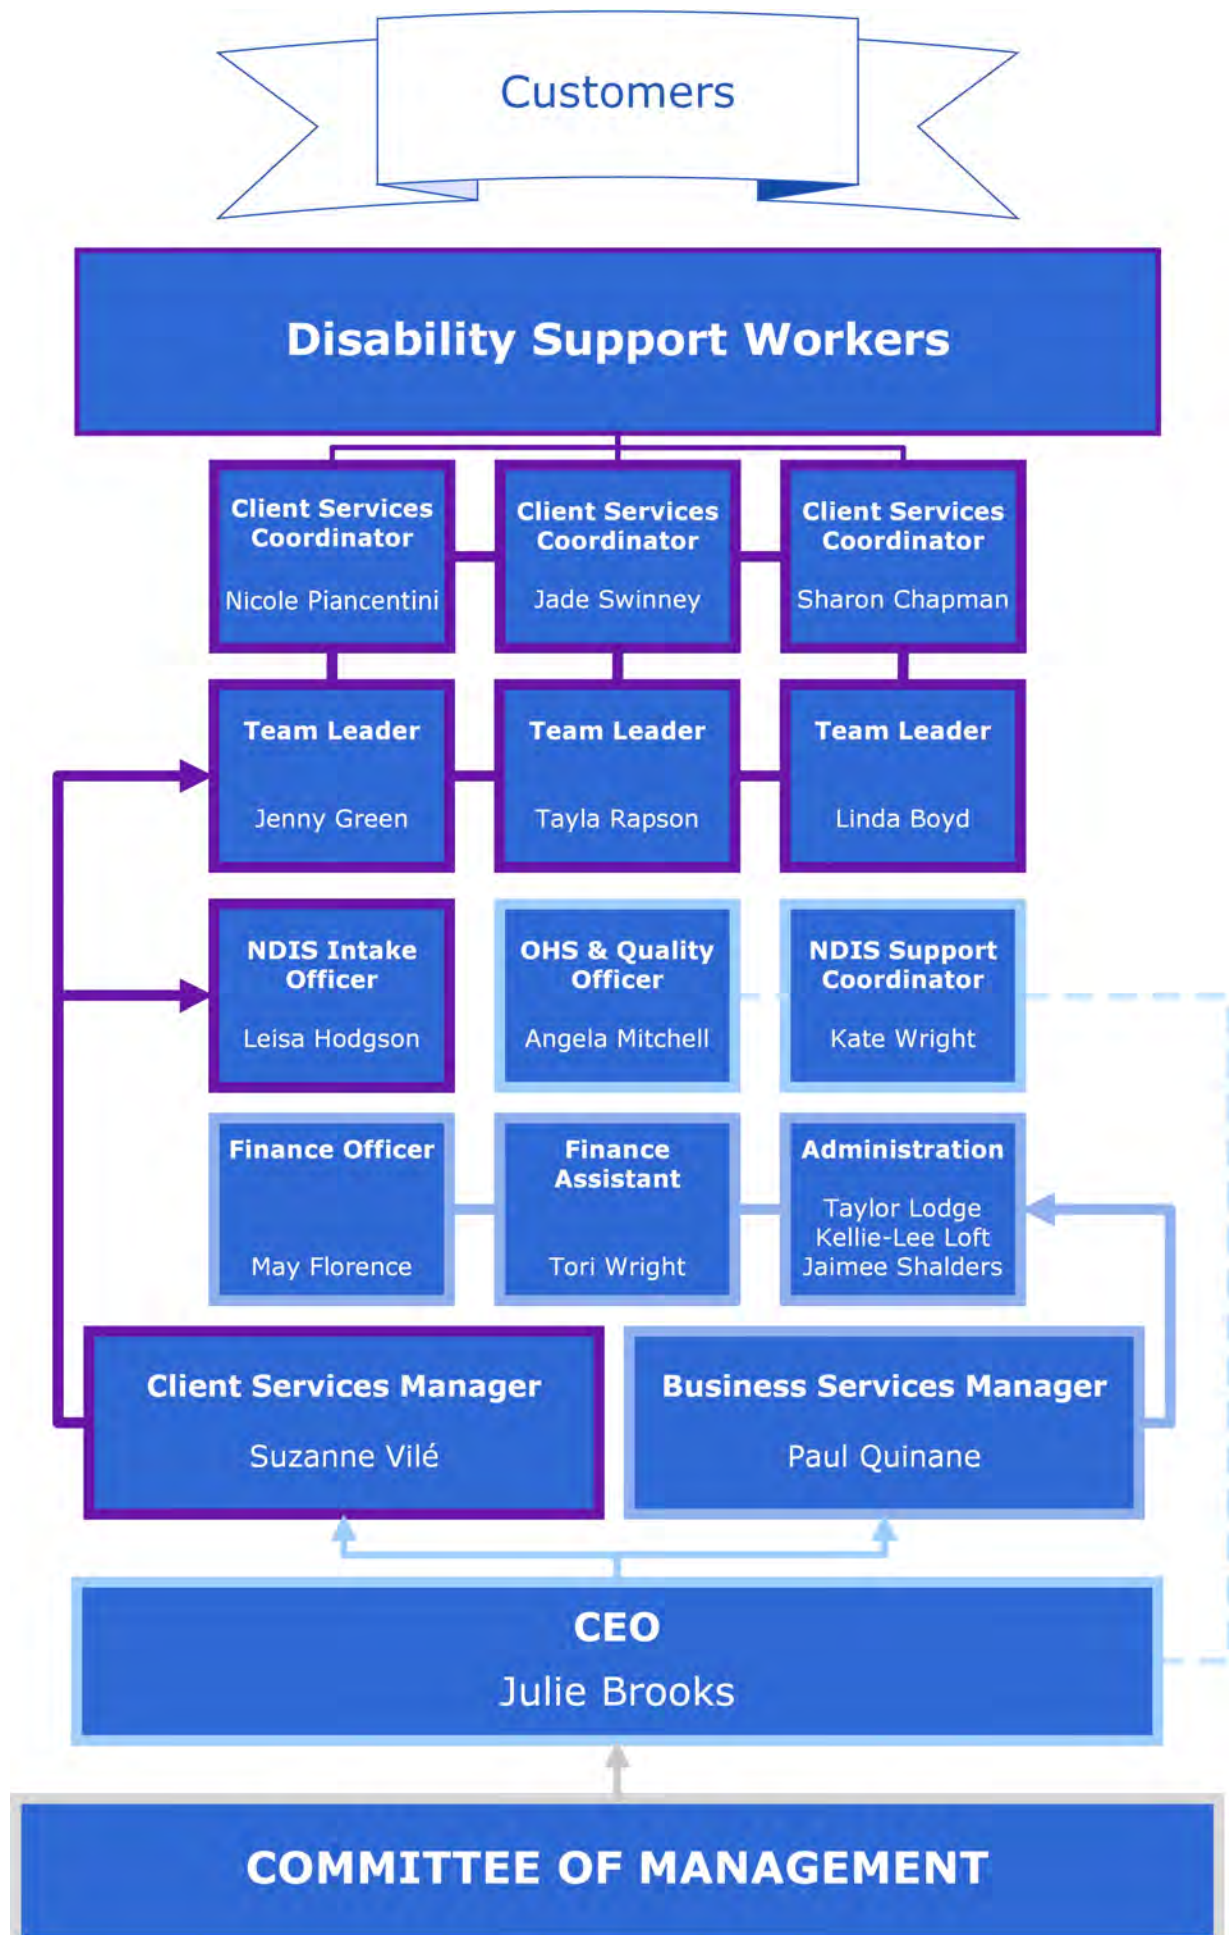 Customers
Disability Support Workers
Client Services
Coordinator
Nicole Piancentini
Client Services
Coordinator
Jade Swinney
Client Services
Coordinator
Sharon Chapman
Team Leader
Jenny Green
Team Leader
Tayla Rapson
Team Leader
Linda Boyd
NDIS Intake
Officer
Leisa Hodgson
OHS & Quality
Officer
Angela Mitchell
NDIS Support
Coordinator
Kate Wright
Finance Officer
May Florence
Finance
Assistant
Tori Wright
Administration
Taylor Lodge
Kellie-Lee Loft
Jaimee Shalders
Client Services Manager
Suzanne Vilé
Business Services Manager
Paul Quinane
CEO
Julie Brooks
COMMITTEE OF MANAGEMENT